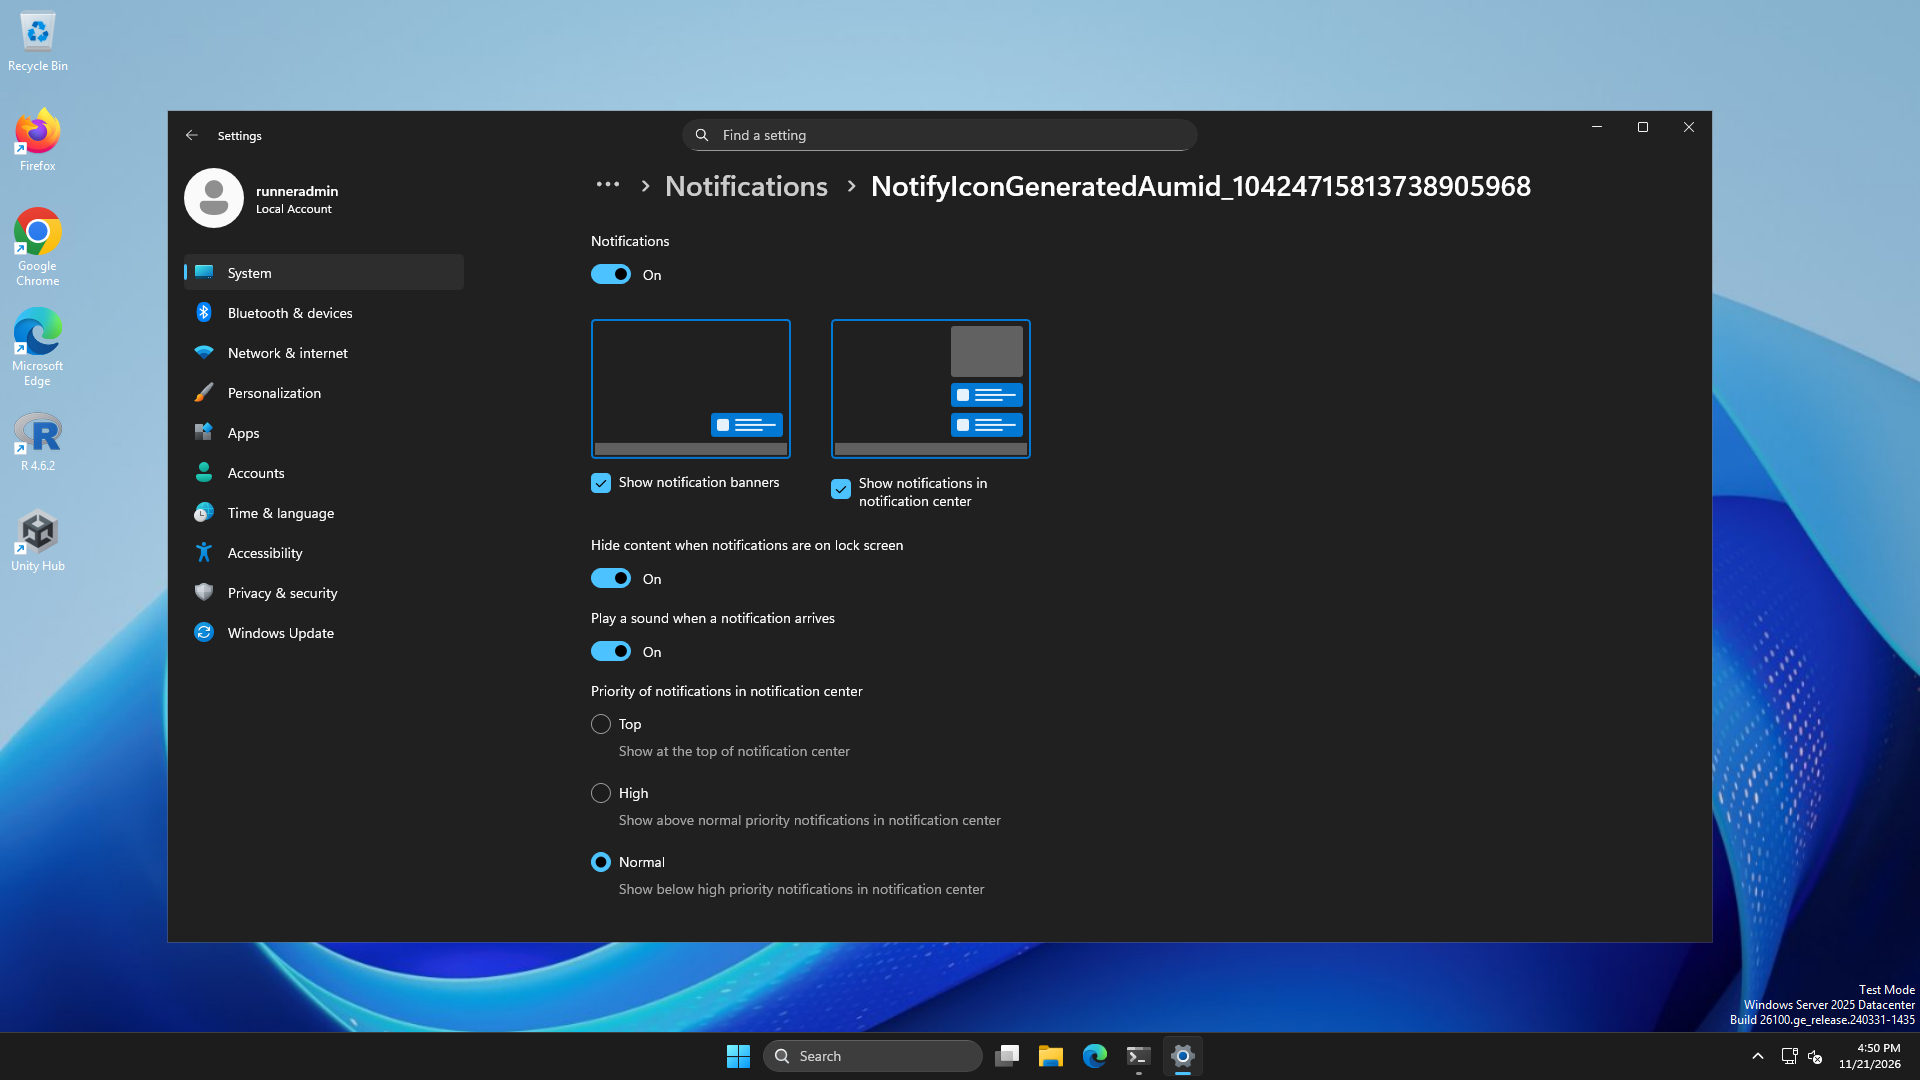 Recycle Bin
Firefox
Google
Chrome
Microsoft
Edge
R 4.6.2
Unity Hub
Settings
Find a setting
runneradmin
Local Account
System
Bluetooth & devices
Network & internet
Personalization
Apps
Accounts
Time & language
Accessibility
Privacy & security
Windows Update
Notifications
NotifyIconGeneratedAumid_10424715813738905968
Notifications
On
Show notification banners
Show notifications in
notification center
Hide content when notifications are on lock screen
On
Play a sound when a notification arrives
On
Priority of notifications in notification center
Top
Show at the top of notification center
High
Show above normal priority notifications in notification center
Normal
Show below high priority notifications in notification center
Test Mode
Windows Server 2025 Datacenter
Build 26100.ge_release.240331-1435
Search
4:50 PM
11/21/2026